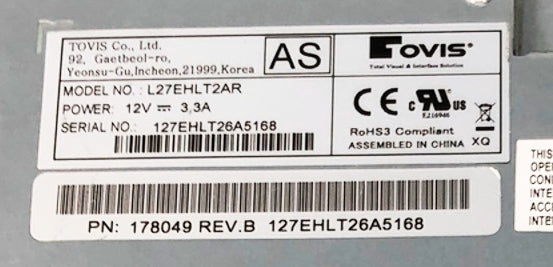 TOVIS Co., Ltd.
92, Gaetbeol-ro,
Yeonsu-Gu,Incheon,21999,Korea
AS
TOVIS
Total Visual & Interface Solution
MODEL NO. : L27EHLT2AR
POWER: 12V ⎓ 3,3A
SERIAL NO.: 127EHLT26A5168
CE c RU US
E216946
RoHS3 Compliant
ASSEMBLED IN CHINA XQ
PN: 178049 REV.B 127EHLT26A5168
THIS
OPE
CON
INTE
ACC
INTE